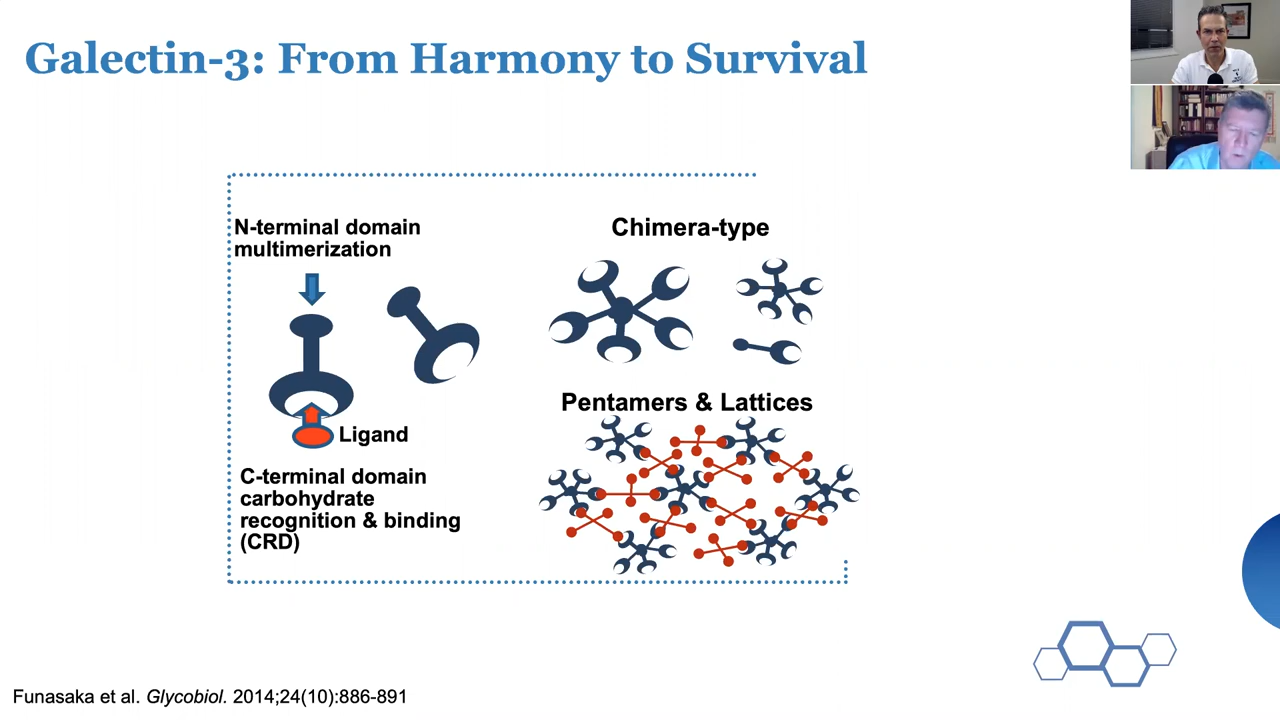 Galectin-3: From Harmony to Survival
N-terminal domain
multimerization
Ligand
C-terminal domain
carbohydrate
recognition & binding
(CRD)
Chimera-type
Pentamers & Lattices
Funasaka et al. Glycobiol. 2014;24(10):886-891